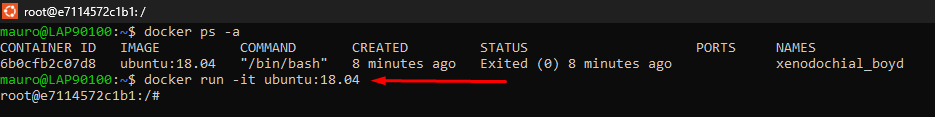 root@e7114572c1b1: /
mauro@LAP90100:~$ docker ps -a
CONTAINER ID   IMAGE          COMMAND       CREATED         STATUS                     PORTS     NAMES
6b0cfb2c07d8   ubuntu:18.04   "/bin/bash"   8 minutes ago   Exited (0) 8 minutes ago             xenodochial_boyd
mauro@LAP90100:~$ docker run -it ubuntu:18.04
root@e7114572c1b1:/#